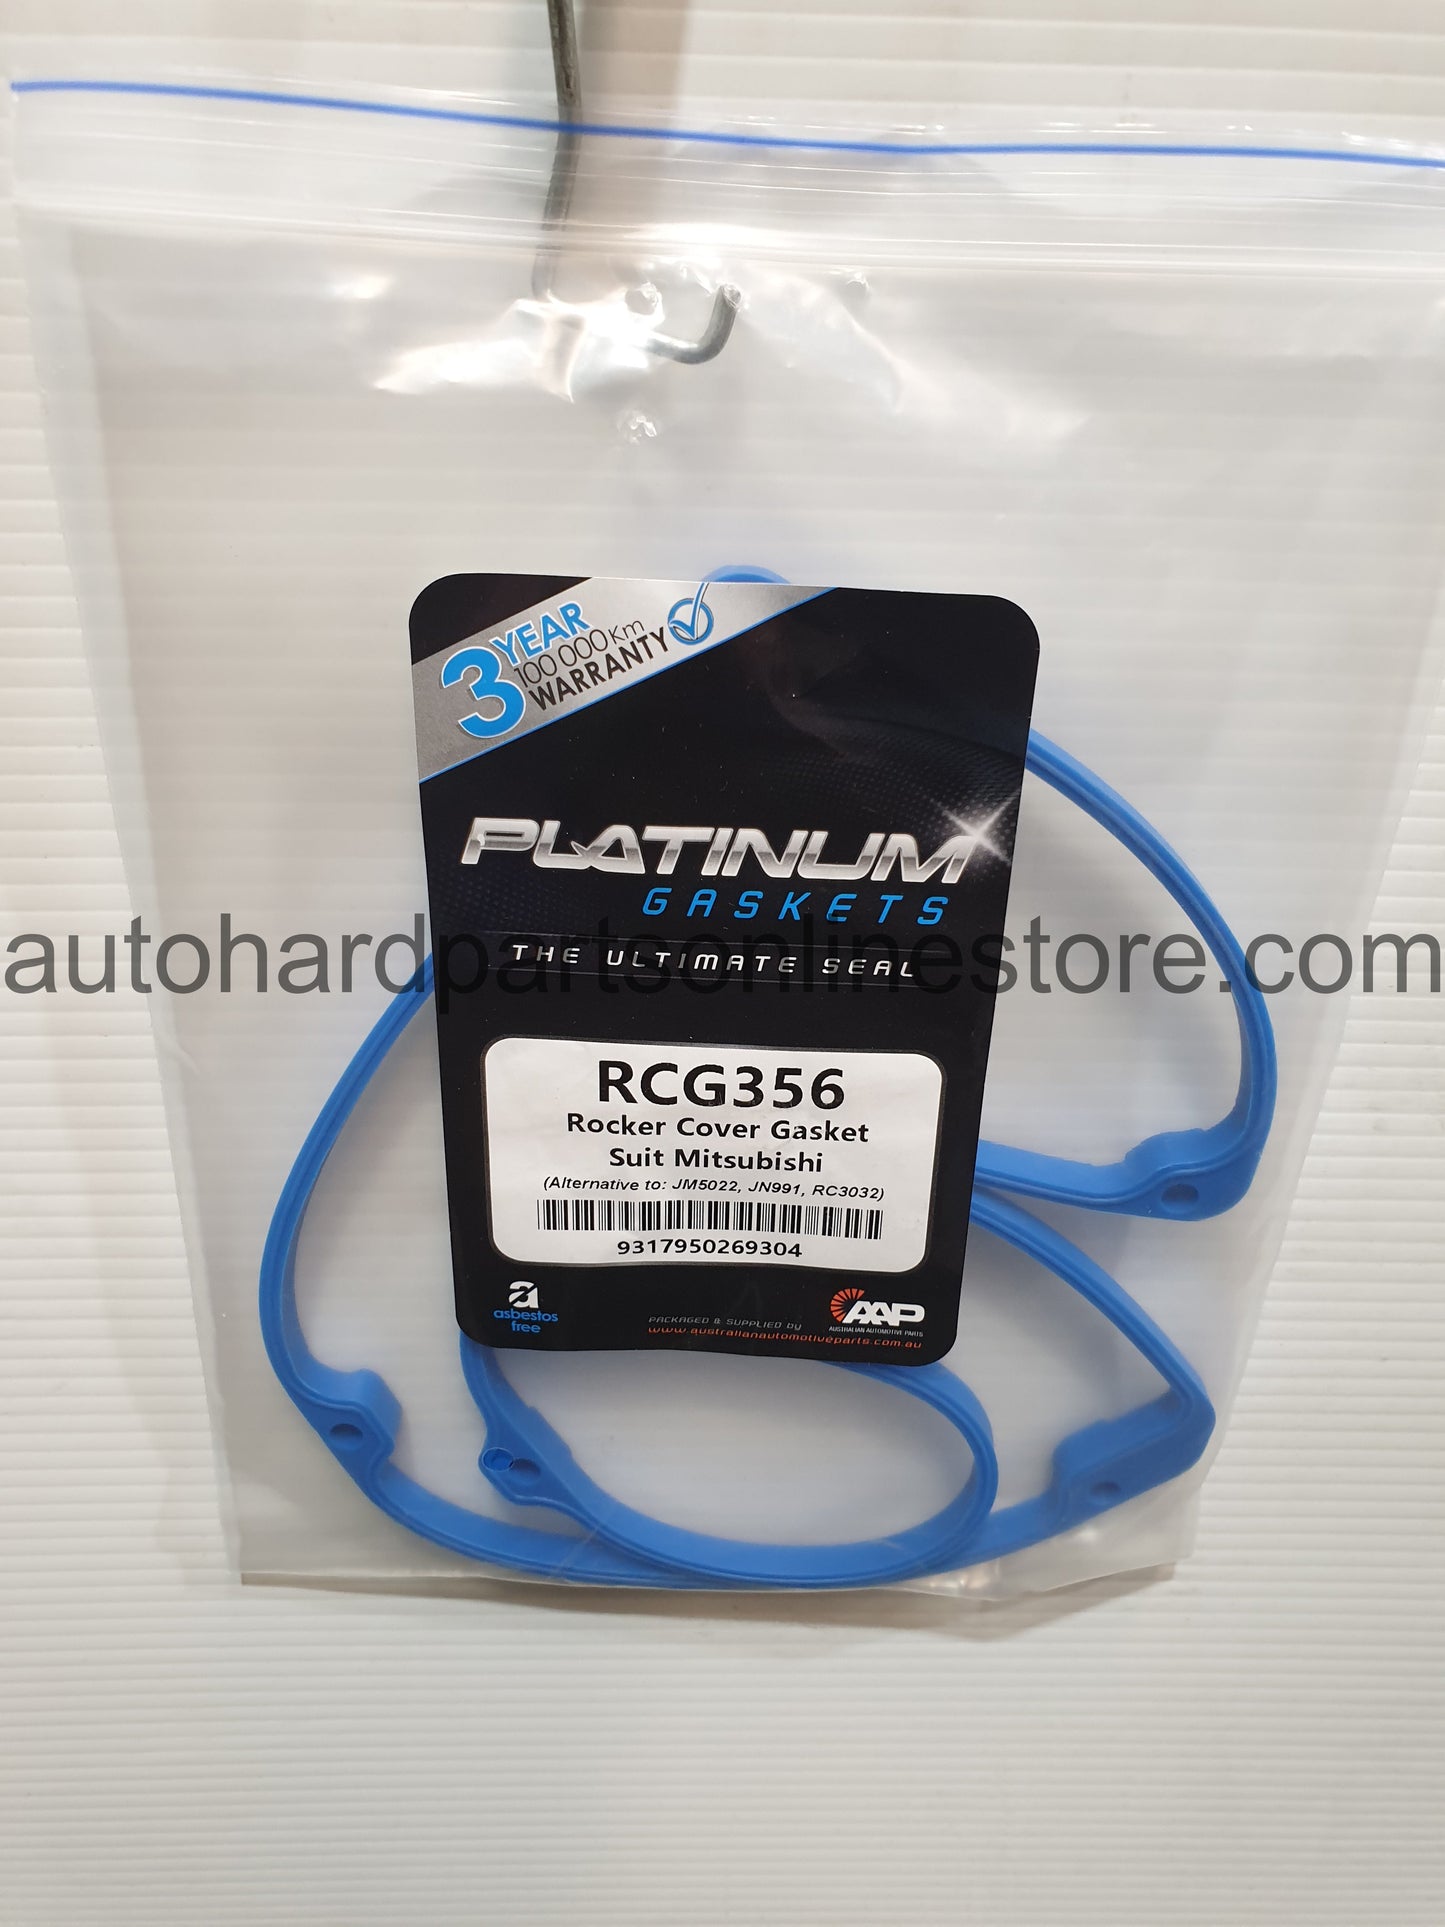 3 YEAR
100 000 Km
WARRANTY
PLATINUM
GASKETS
THE ULTIMATE SEAL
autohardpartsonlinestore.com
RCG356
Rocker Cover Gasket
Suit Mitsubishi
(Alternative to: JM5022, JN991, RC3032)
9317950269304
a
asbestos
free
PACKAGED & SUPPLIED by
www.australianautomotiveparts.com.au
AAP
AUSTRALIAN AUTOMOTIVE PARTS